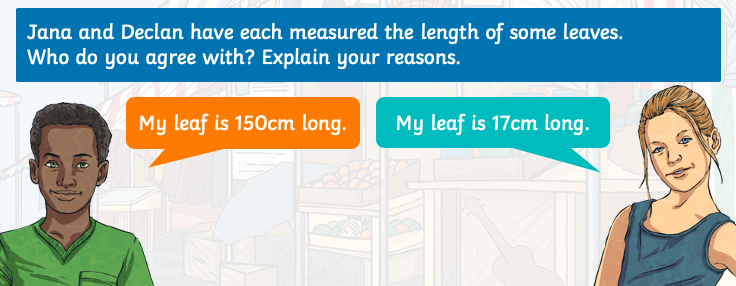 Jana and Declan have each measured the length of some leaves.
Who do you agree with? Explain your reasons.
My leaf is 150cm long.
My leaf is 17cm long.